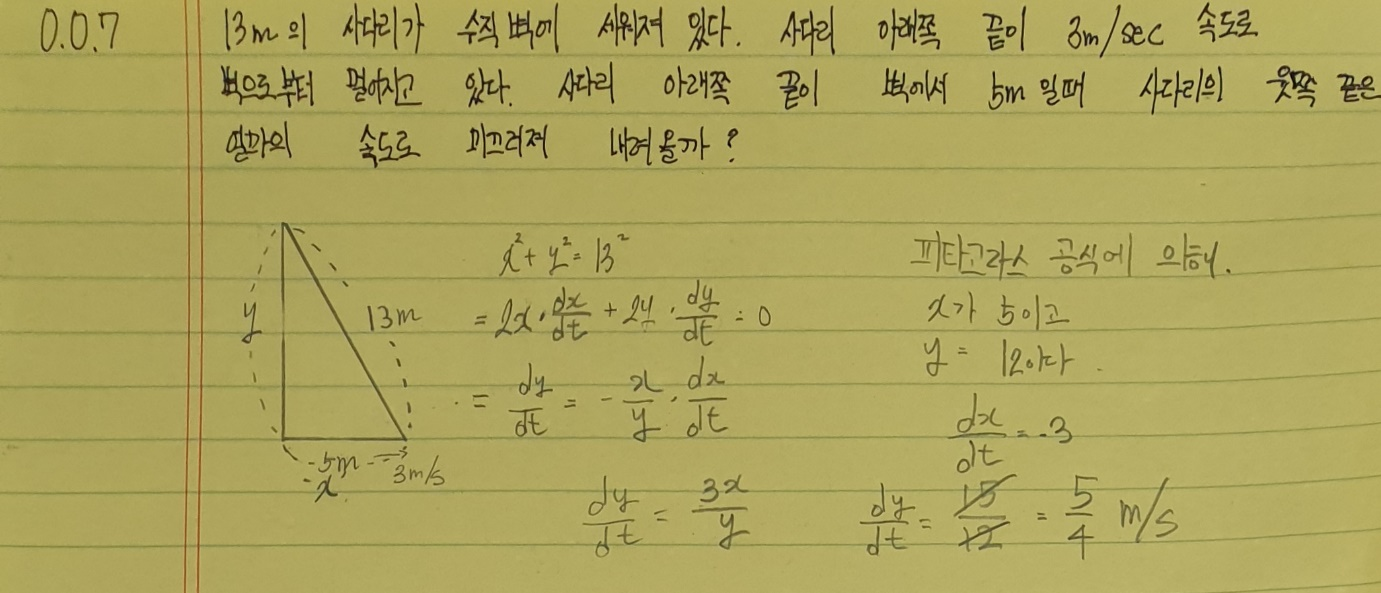 0.0.7
13m의 사다리가 수직 벽에 세워져 있다. 사다리 아래쪽 끝이 3m/sec 속도로
벽으로부터 멀어지고 있다. 사다리 아래쪽 끝이 벽에서 5m 일때 사다리의 윗쪽 끝은
얼마의 속도로 미끄러져 내려올까?
y
13m
5m
x
3m/s
x² + y² = 13²
= 2x · dx/dt + 2y · dy/dt = 0
= dy/dt = - x/y · dx/dt
dy/dt = 3x/y
피타고라스 공식에 의해.
x가 5이고
y = 12이다.
dx/dt = -3
dy/dt = 15/12 = 5/4 m/s